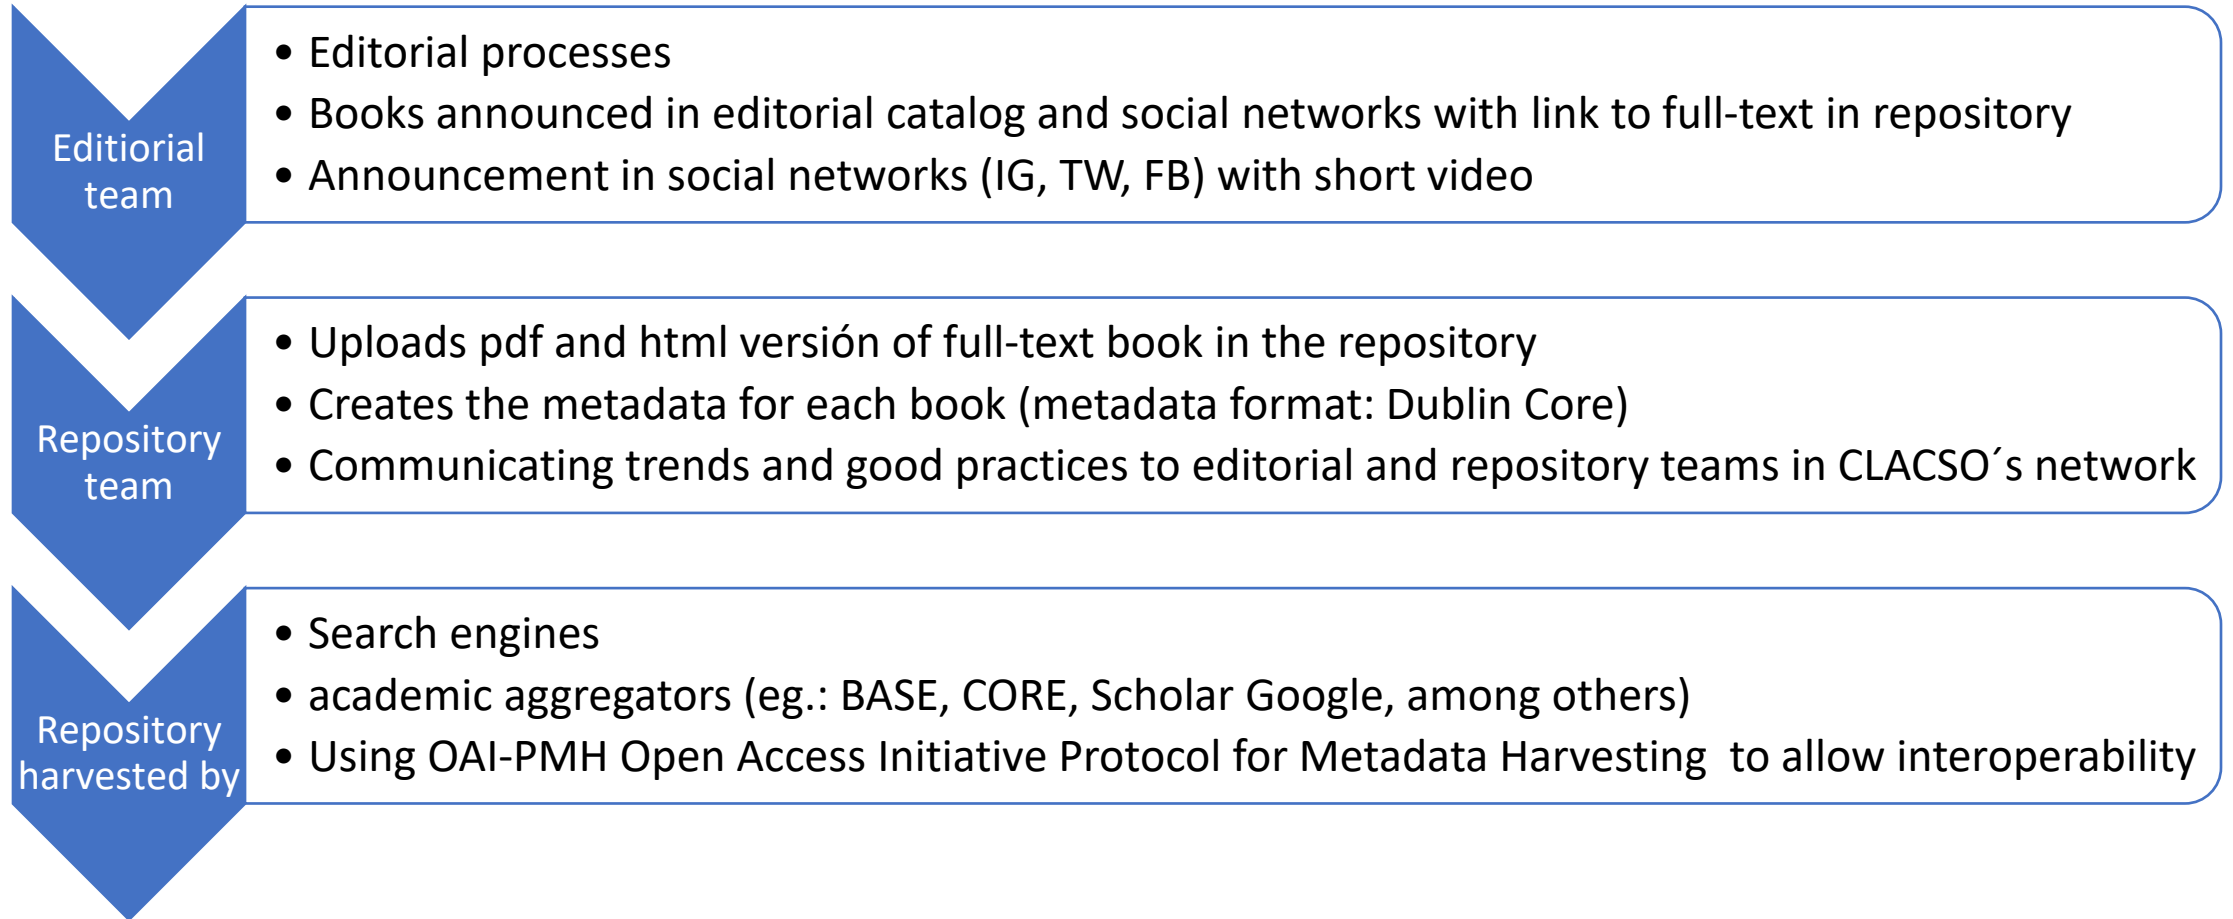 Editiorial
team
• Editorial processes
• Books announced in editorial catalog and social networks with link to full-text in repository
• Announcement in social networks (IG, TW, FB) with short video
Repository
team
• Uploads pdf and html versión of full-text book in the repository
• Creates the metadata for each book (metadata format: Dublin Core)
• Communicating trends and good practices to editorial and repository teams in CLACSO´s network
Repository
harvested by
• Search engines
• academic aggregators (eg.: BASE, CORE, Scholar Google, among others)
• Using OAI-PMH Open Access Initiative Protocol for Metadata Harvesting  to allow interoperability